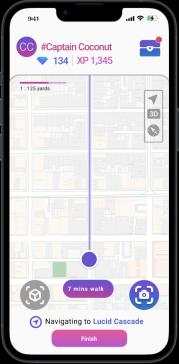 9:41
CC #Captain Coconut
134 XP 1,345
1 : 125 yards
3D
7 mins walk
Navigating to Lucid Cascade
Finish